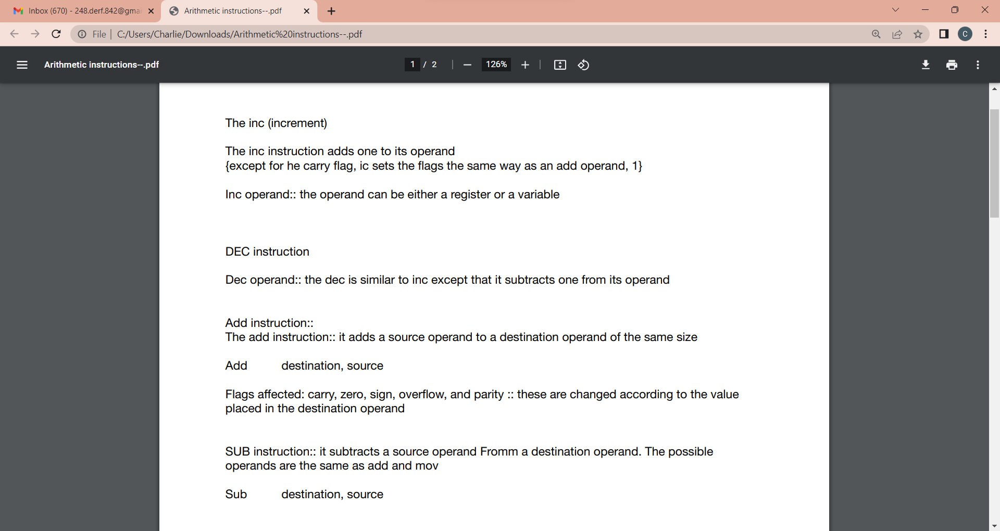 Inbox (670) - 248.derf.842@gmai
Arithmetic instructions--.pdf
File
C:/Users/Charlie/Downloads/Arithmetic%20instructions--.pdf
C
Arithmetic instructions--.pdf
1 / 2
126%
The inc (increment)
The inc instruction adds one to its operand
{except for he carry flag, ic sets the flags the same way as an add operand, 1}
Inc operand:: the operand can be either a register or a variable
DEC instruction
Dec operand:: the dec is similar to inc except that it subtracts one from its operand
Add instruction::
The add instruction:: it adds a source operand to a destination operand of the same size
Add destination, source
Flags affected: carry, zero, sign, overflow, and parity :: these are changed according to the value
placed in the destination operand
SUB instruction:: it subtracts a source operand Fromm a destination operand. The possible
operands are the same as add and mov
Sub destination, source